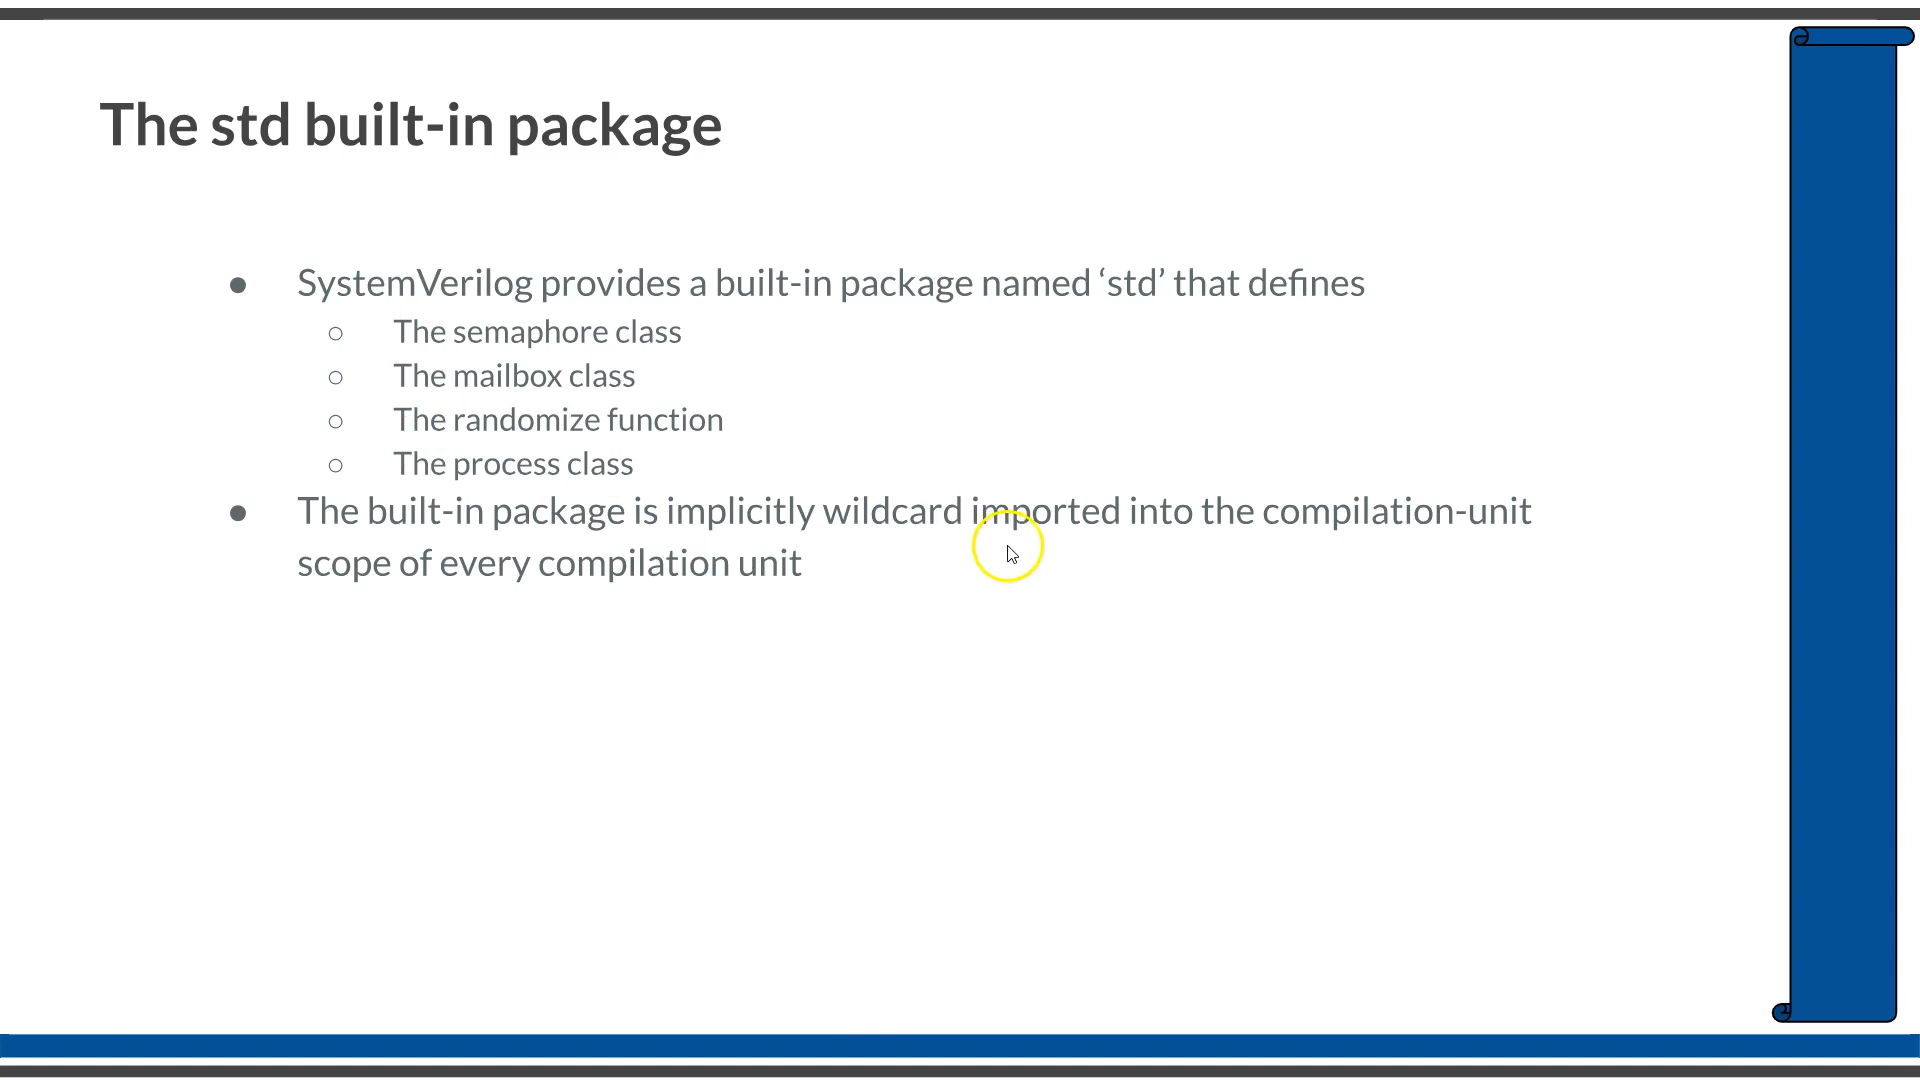 The std built-in package
● SystemVerilog provides a built-in package named ‘std’ that defines
○ The semaphore class
○ The mailbox class
○ The randomize function
○ The process class
● The built-in package is implicitly wildcard imported into the compilation-unit
scope of every compilation unit